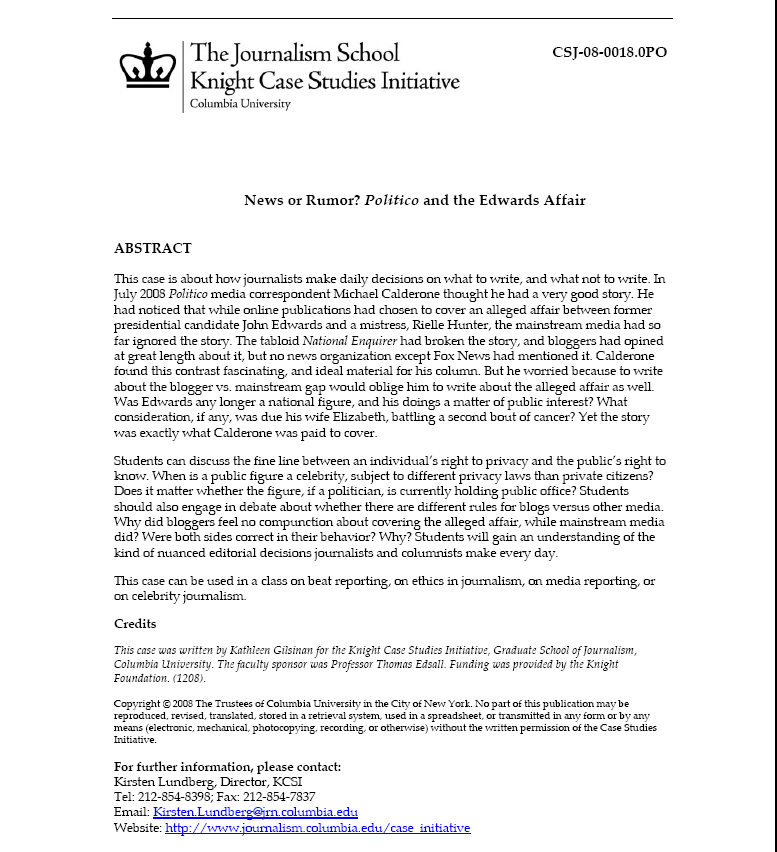 The Journalism School
CSJ-08-0018.0PO
Knight Case Studies Initiative
Columbia University
News or Rumor? Politico and the Edwards Affair
ABSTRACT
This case is about how journalists make daily decisions on what to write, and what not to write. In
July 2008 Politico media correspondent Michael Calderone thought he had a very good story. He
had noticed that while online publications had chosen to cover an alleged affair between former
presidential candidate John Edwards and a mistress, Rielle Hunter, the mainstream media had so
far ignored the story. The tabloid National Enquirer had broken the story, and bloggers had opined
at great length about it, but no news organization except Fox News had mentioned it. Calderone
found this contrast fascinating, and ideal material for his column. But he worried because to write
about the blogger vs. mainstream gap would oblige him to write about the alleged affair as well.
Was Edwards any longer a national figure, and his doings a matter of public interest? What
consideration, if any, was due his wife Elizabeth, battling a second bout of cancer? Yet the story
was exactly what Calderone was paid to cover.
Students can discuss the fine line between an individual's right to privacy and the public's right to
know. When is a public figure a celebrity, subject to different privacy laws than private citizens?
Does it matter whether the figure, if a politician, is currently holding public office? Students
should also engage in debate about whether there are different rules for blogs versus other media.
Why did bloggers feel no compunction about covering the alleged affair, while mainstream media
did? Were both sides correct in their behavior? Why? Students will gain an understanding of the
kind of nuanced editorial decisions journalists and columnists make every day.
This case can be used in a class on beat reporting, on ethics in journalism, on media reporting, or
on celebrity journalism.
Credits
This case was written by Kathleen Gilsinan for the Knight Case Studies Initiative, Graduate School of Journalism,
Columbia University. The faculty sponsor was Professor Thomas Edsall. Funding was provided by the Knight
Foundation. (1208).
Copyright © 2008 The Trustees of Columbia University in the City of New York. No part of this publication may be
reproduced, revised, translated, stored in a retrieval system, used in a spreadsheet, or transmitted in any form or by any
means (electronic, mechanical, photocopying, recording, or otherwise) without the written permission of the Case Studies
Initiative.
For further information, please contact:
Kirsten Lundberg, Director, KCSI
Tel: 212-854-8398; Fax: 212-854-7837
Email: Kirsten.Lundberg@jrn.columbia.edu
Website: http://www.journalism.columbia.edu/case_initiative